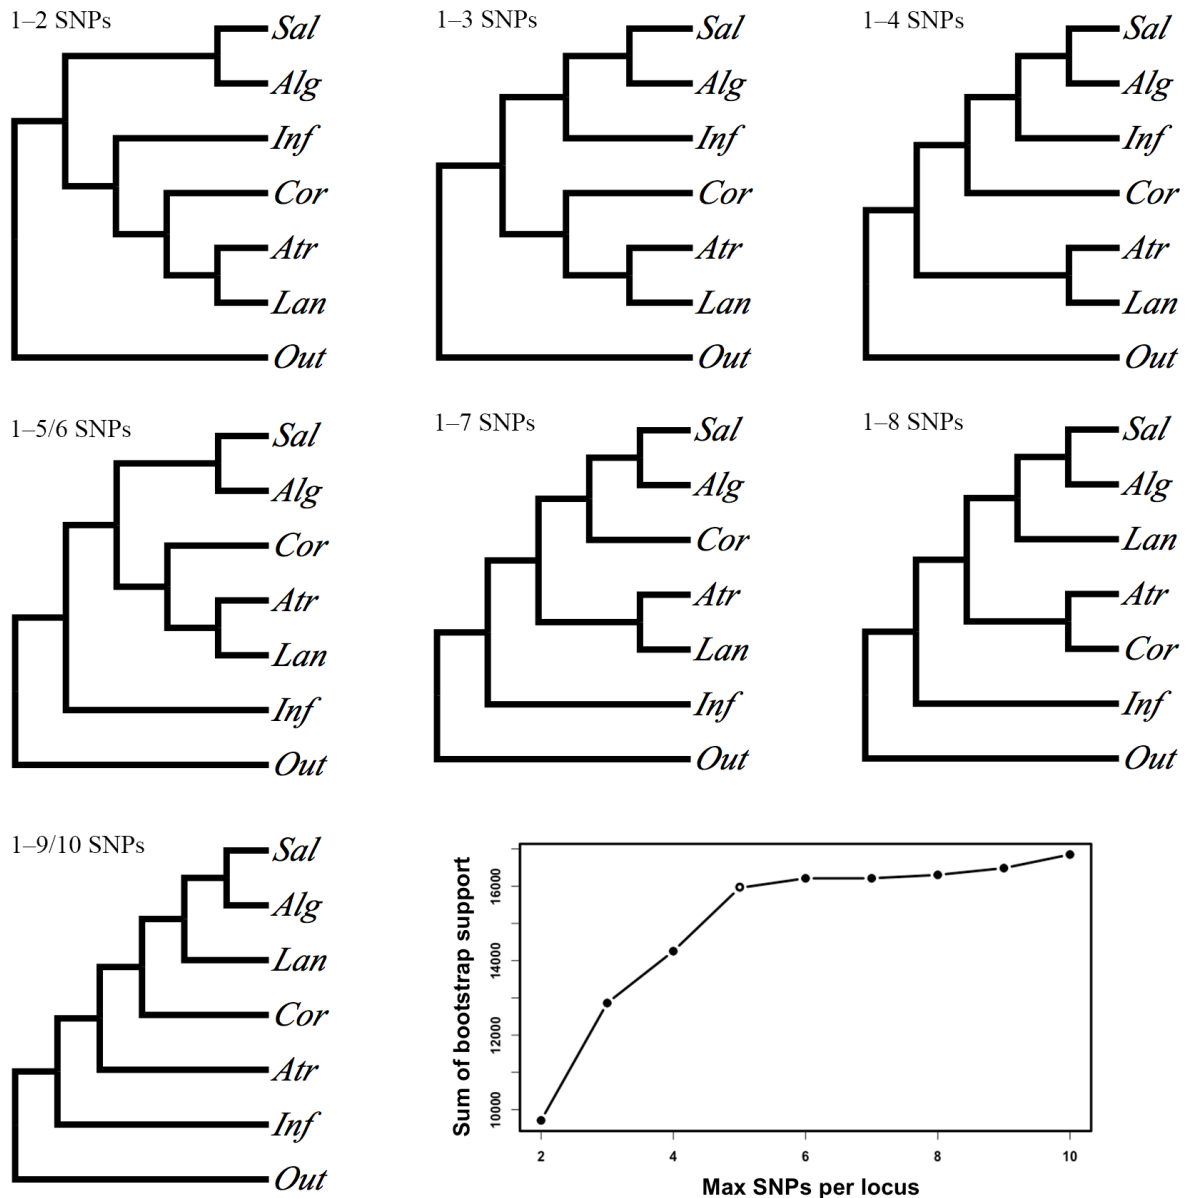 1–2 SNPs
Sal
Alg
Inf
Cor
Atr
Lan
Out
1–3 SNPs
Sal
Alg
Inf
Cor
Atr
Lan
Out
1–4 SNPs
Sal
Alg
Inf
Cor
Atr
Lan
Out
1–5/6 SNPs
Sal
Alg
Cor
Atr
Lan
Inf
Out
1–7 SNPs
Sal
Alg
Cor
Atr
Lan
Inf
Out
1–8 SNPs
Sal
Alg
Lan
Atr
Cor
Inf
Out
1–9/10 SNPs
Sal
Alg
Lan
Cor
Atr
Inf
Out
Sum of bootstrap support
16000
14000
12000
10000
2 4 6 8 10
Max SNPs per locus